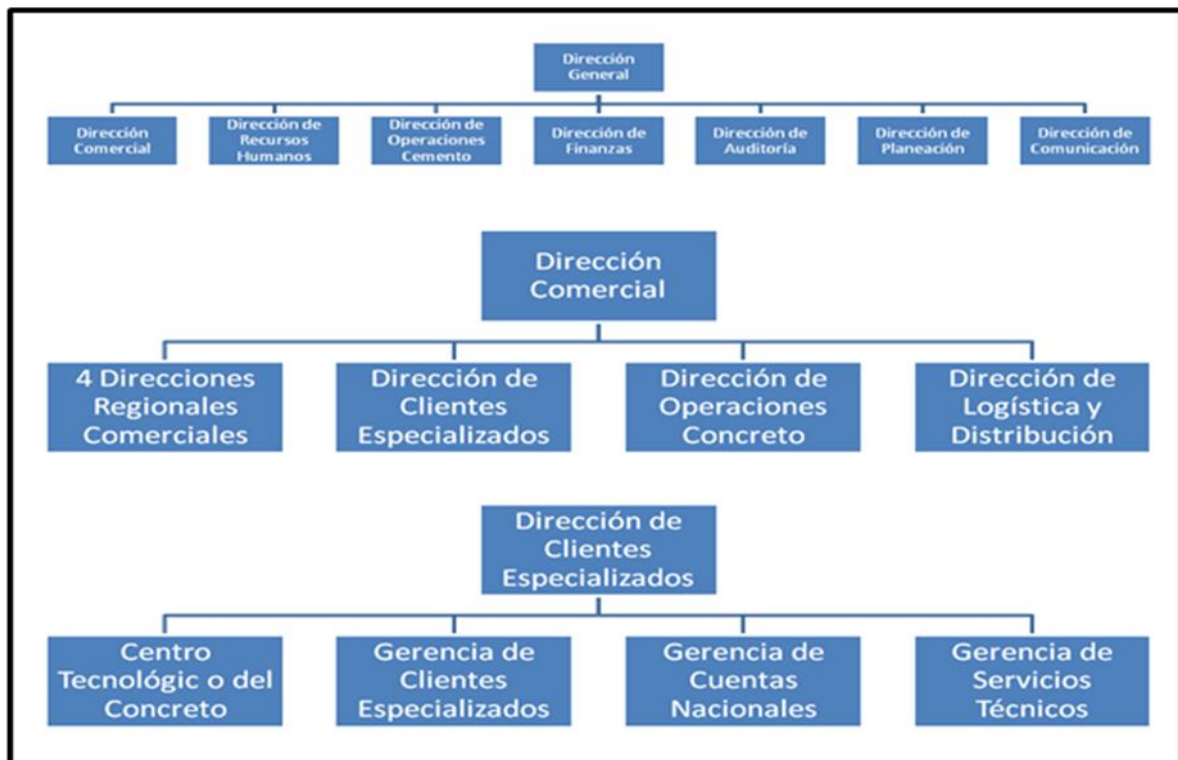 Dirección
General
Dirección
Comercial
Dirección de
Recursos
Humanos
Dirección de
Operaciones
Cemento
Dirección de
Finanzas
Dirección de
Auditoría
Dirección de
Planeación
Dirección de
Comunicación
Dirección
Comercial
4 Direcciones
Regionales
Comerciales
Dirección de
Clientes
Especializados
Dirección de
Operaciones
Concreto
Dirección de
Logística y
Distribución
Dirección de
Clientes
Especializados
Centro
Tecnológic o del
Concreto
Gerencia de
Clientes
Especializados
Gerencia de
Cuentas
Nacionales
Gerencia de
Servicios
Técnicos